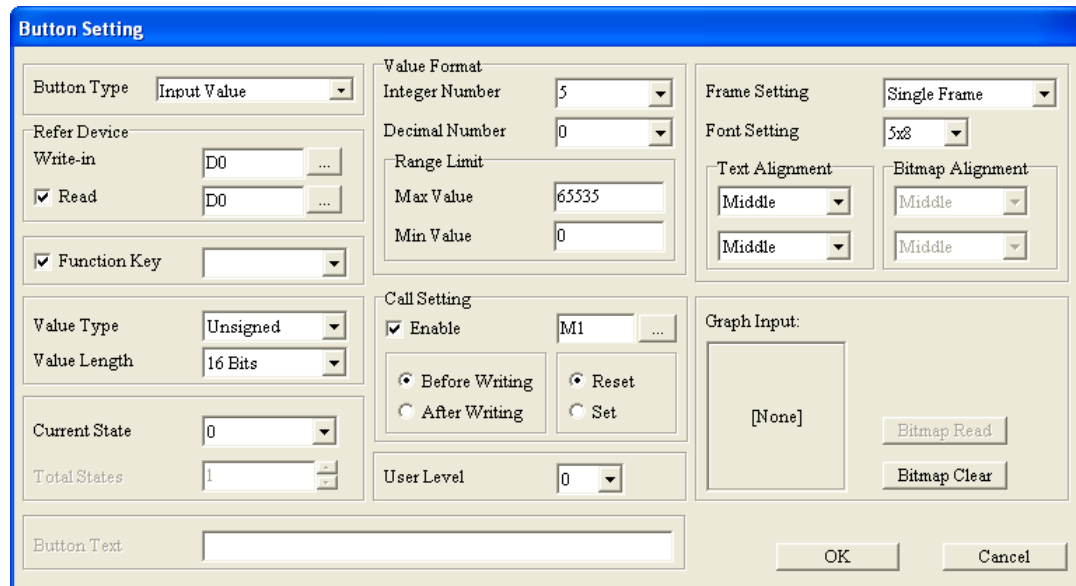 Button Setting
Button Type
Input Value
Refer Device
Write-in
D0
...
Read
D0
...
Function Key
Value Type
Unsigned
Value Length
16 Bits
Current State
0
Total States
1
Button Text
Value Format
Integer Number
5
Decimal Number
0
Range Limit
Max Value
65535
Min Value
0
Call Setting
Enable
M1
...
Before Writing
After Writing
Reset
Set
User Level
0
Frame Setting
Single Frame
Font Setting
5x8
Text Alignment
Middle
Middle
Bitmap Alignment
Middle
Middle
Graph Input:
[None]
Bitmap Read
Bitmap Clear
OK
Cancel